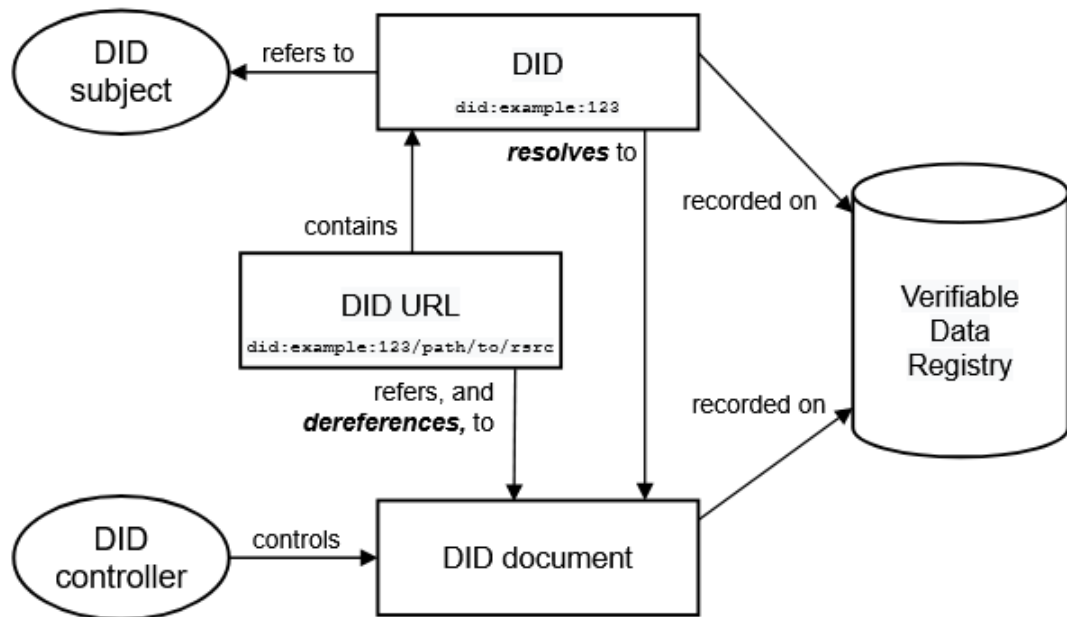 DID
subject
refers to
DID
did:example:123
resolves to
recorded on
contains
DID URL
did:example:123/path/to/rsrc
Verifiable
Data
Registry
refers, and
dereferences, to
recorded on
DID
controller
controls
DID document